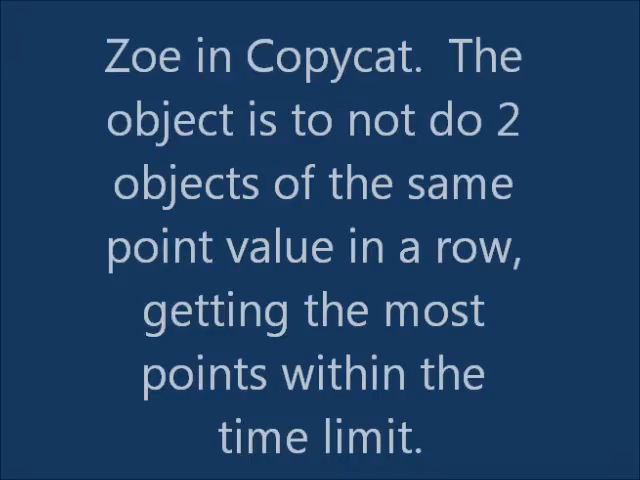 Zoe in Copycat.  The
object is to not do 2
objects of the same
point value in a row,
getting the most
points within the
time limit.